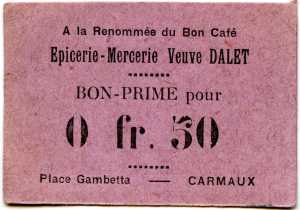 A la Renommée du Bon Café
Epicerie-Mercerie Veuve DALET
BON-PRIME pour
0 fr. 50
Place Gambetta — CARMAUX